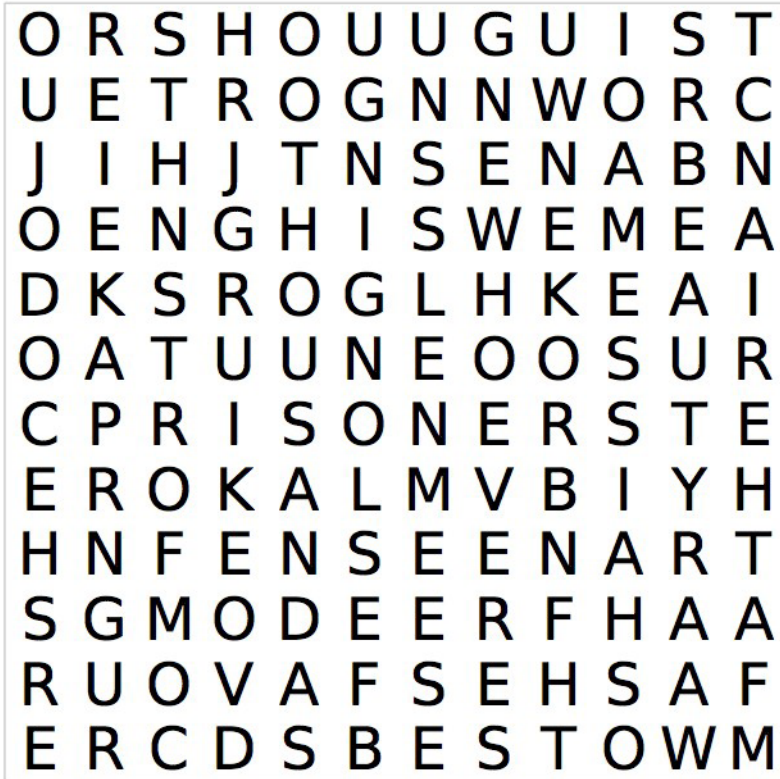 O R S H O U U G U I S T
U E T R O G N N W O R C
J I H J T N S E N A B N
O E N G H I S W E M E A
D K S R O G L H K E A I
O A T U U N E O O S U R
C P R I S O N E R S T E
E R O K A L M V B I Y H
H N F E N S E E N A R T
S G M O D E E R F H A A
R U O V A F S E H S A F
E R C D S B E S T O W M